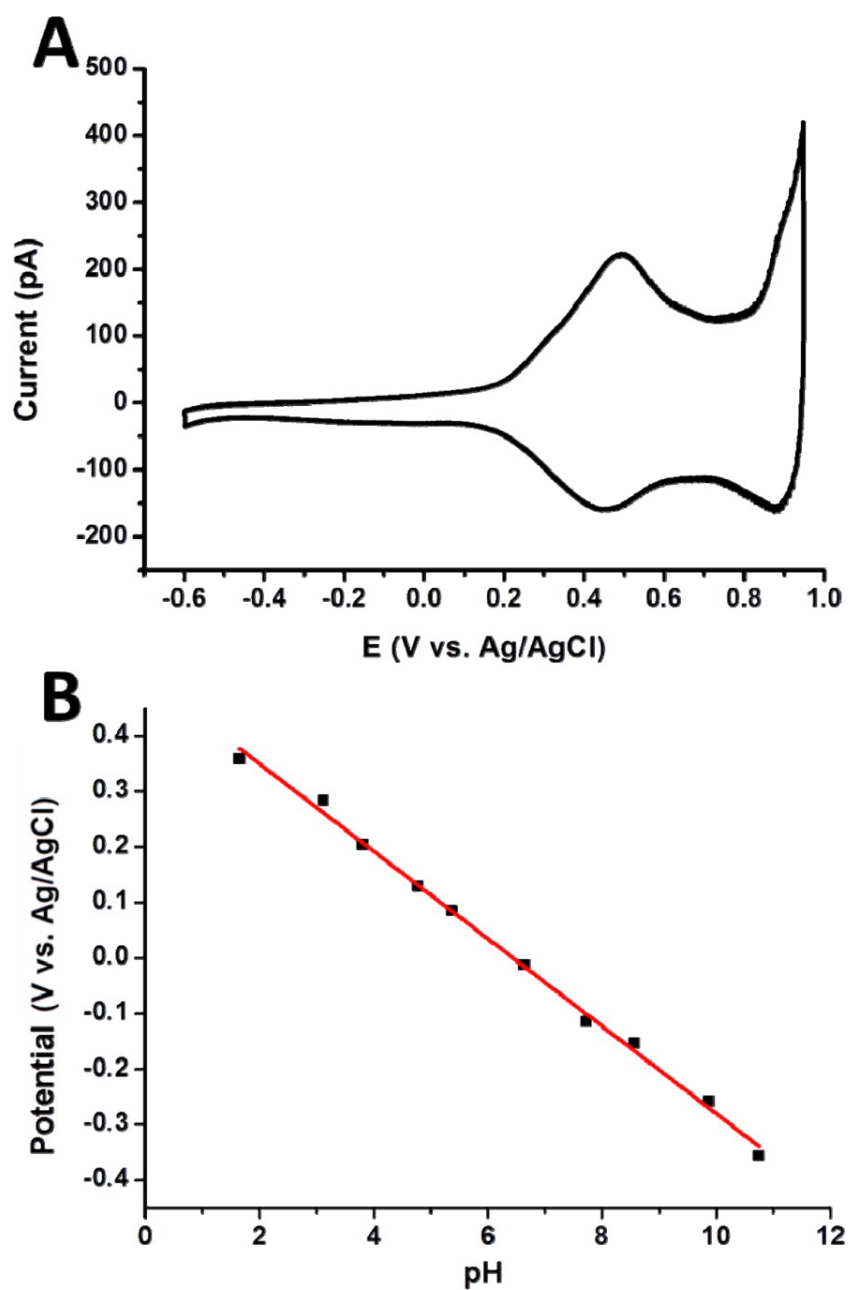 A
500
400
300
200
100
0
-100
-200
Current (pA)
-0.6 -0.4 -0.2 0.0 0.2 0.4 0.6 0.8 1.0
E (V vs. Ag/AgCl)
B
0.4
0.3
0.2
0.1
0.0
-0.1
-0.2
-0.3
-0.4
Potential (V vs. Ag/AgCl)
0 2 4 6 8 10 12
pH